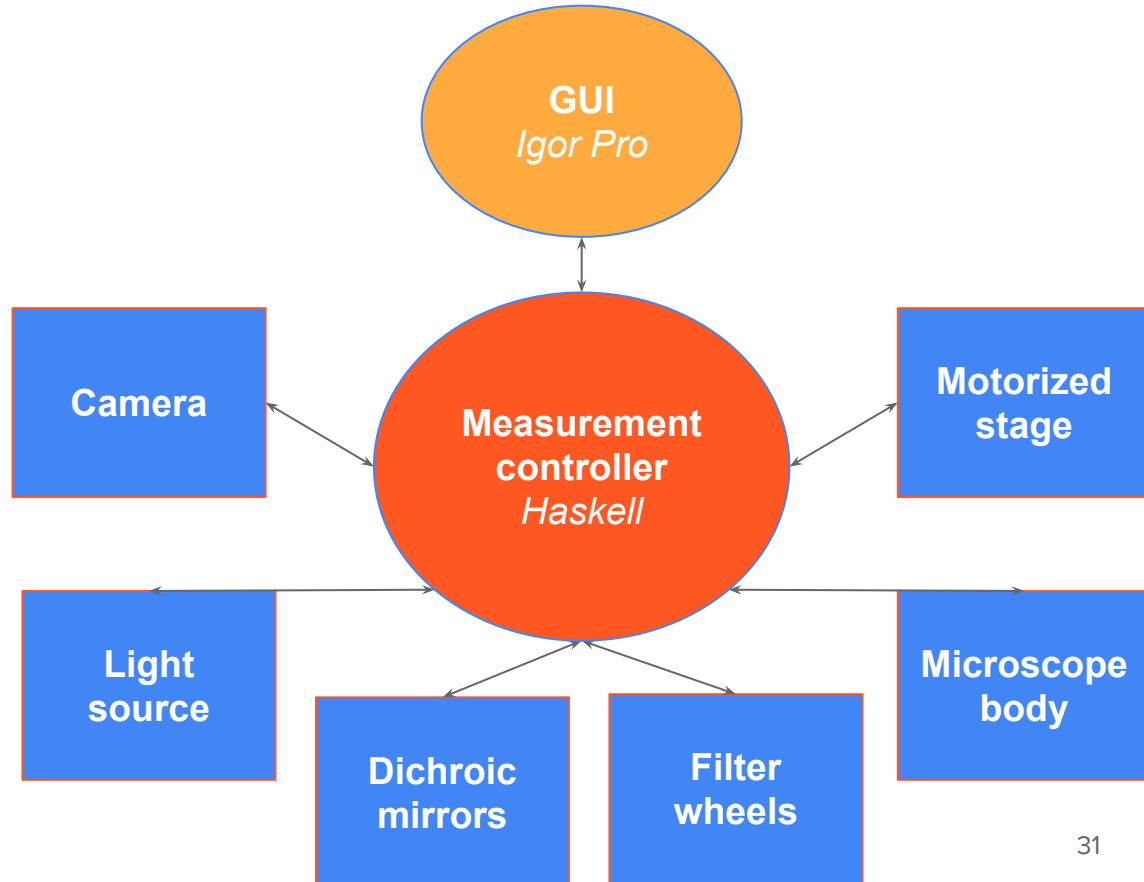 GUI
Igor Pro
Camera
Measurement
controller
Haskell
Motorized
stage
Light
source
Dichroic
mirrors
Filter
wheels
Microscope
body
31